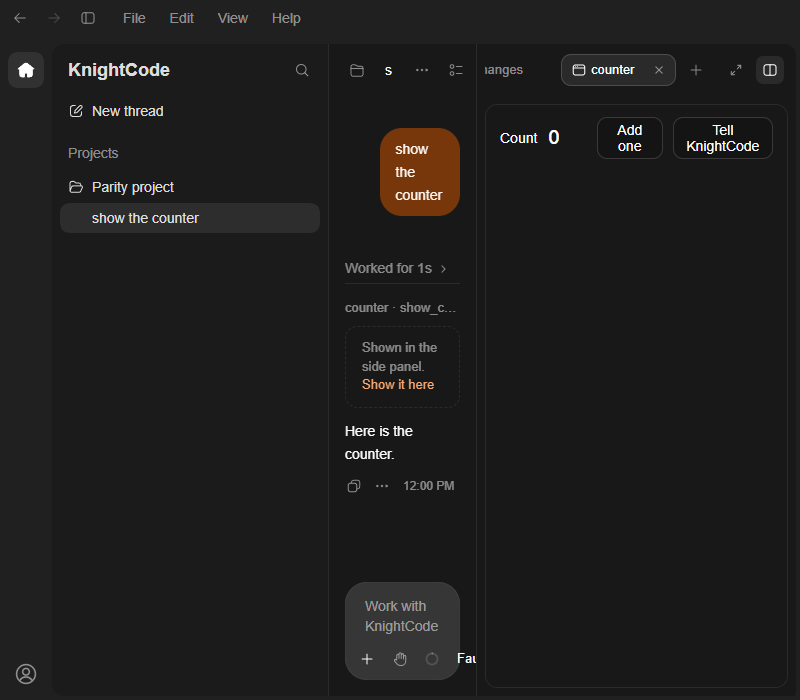 File Edit View Help
KnightCode
New thread
Projects
Parity project
show the counter
s
show
the
counter
Worked for 1s
counter · show_c...
Shown in the
side panel.
Show it here
Here is the
counter.
12:00 PM
Work with
KnightCode
anges
counter
Count 0
Add
one
Tell
KnightCode